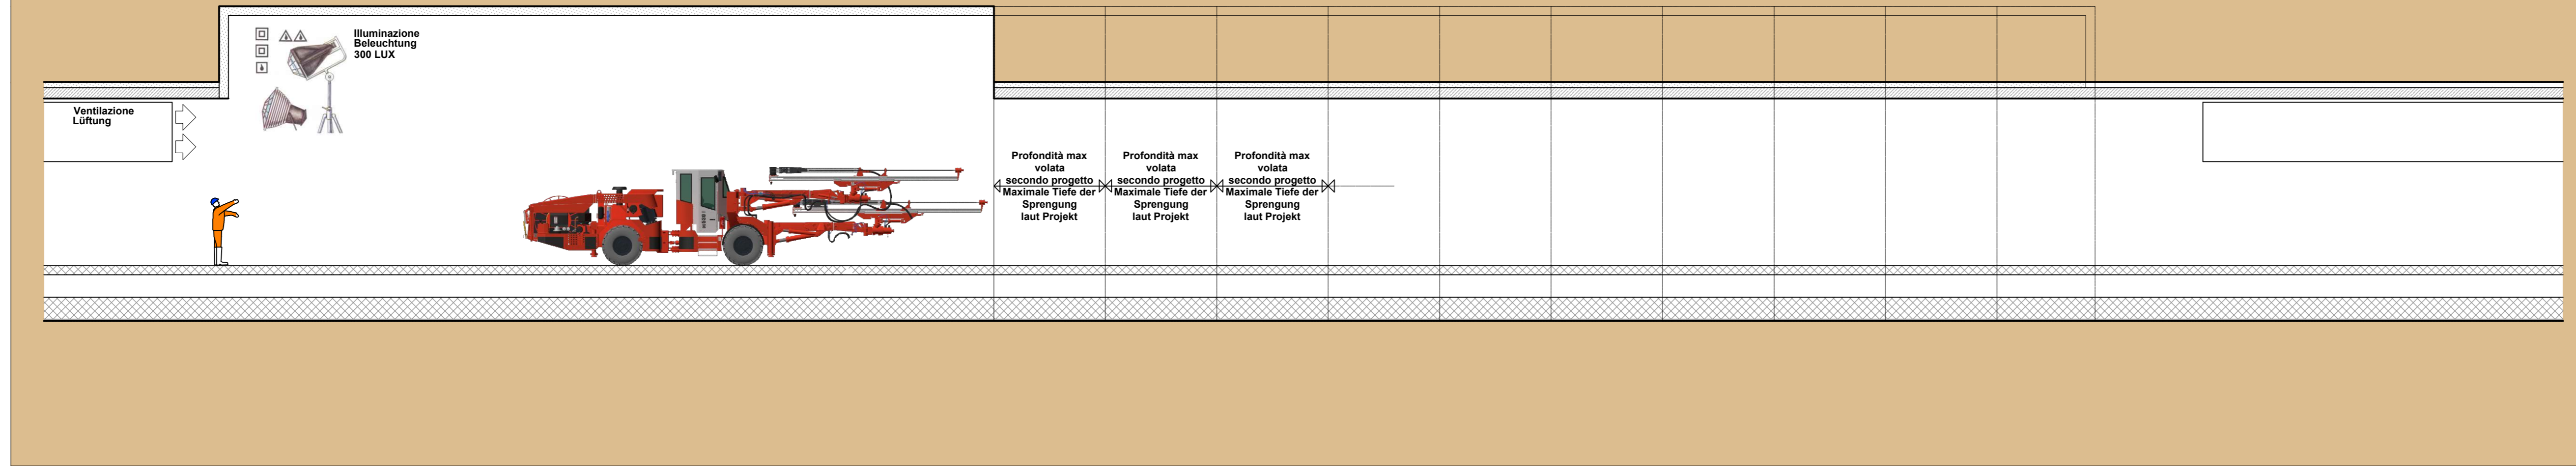 Illuminazione
Beleuchtung
300 LUX
Ventilazione
Lüftung
Profondità max
volata
secondo progetto
Maximale Tiefe der
Sprengung
laut Projekt
Profondità max
volata
secondo progetto
Maximale Tiefe der
Sprengung
laut Projekt
Profondità max
volata
secondo progetto
Maximale Tiefe der
Sprengung
laut Projekt